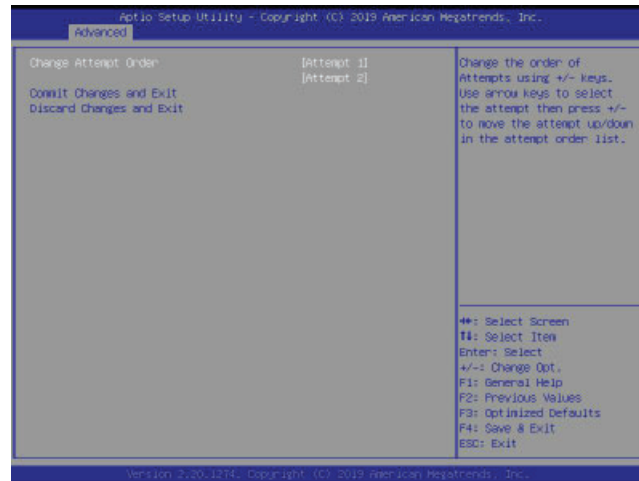 Aptio Setup Utility - Copyright (C) 2019 American Megatrends, Inc.
Advanced
Change Attempt Order [Attempt 1]
[Attempt 2]
Commit Changes and Exit
Discard Changes and Exit
Change the order of
Attempts using +/- keys.
Use arrow keys to select
the attempt then press +/-
to move the attempt up/down
in the attempt order list.
→←: Select Screen
↑↓: Select Item
Enter: Select
+/-: Change Opt.
F1: General Help
F2: Previous Values
F3: Optimized Defaults
F4: Save & Exit
ESC: Exit
Version 2.20.1274. Copyright (C) 2019 American Megatrends, Inc.